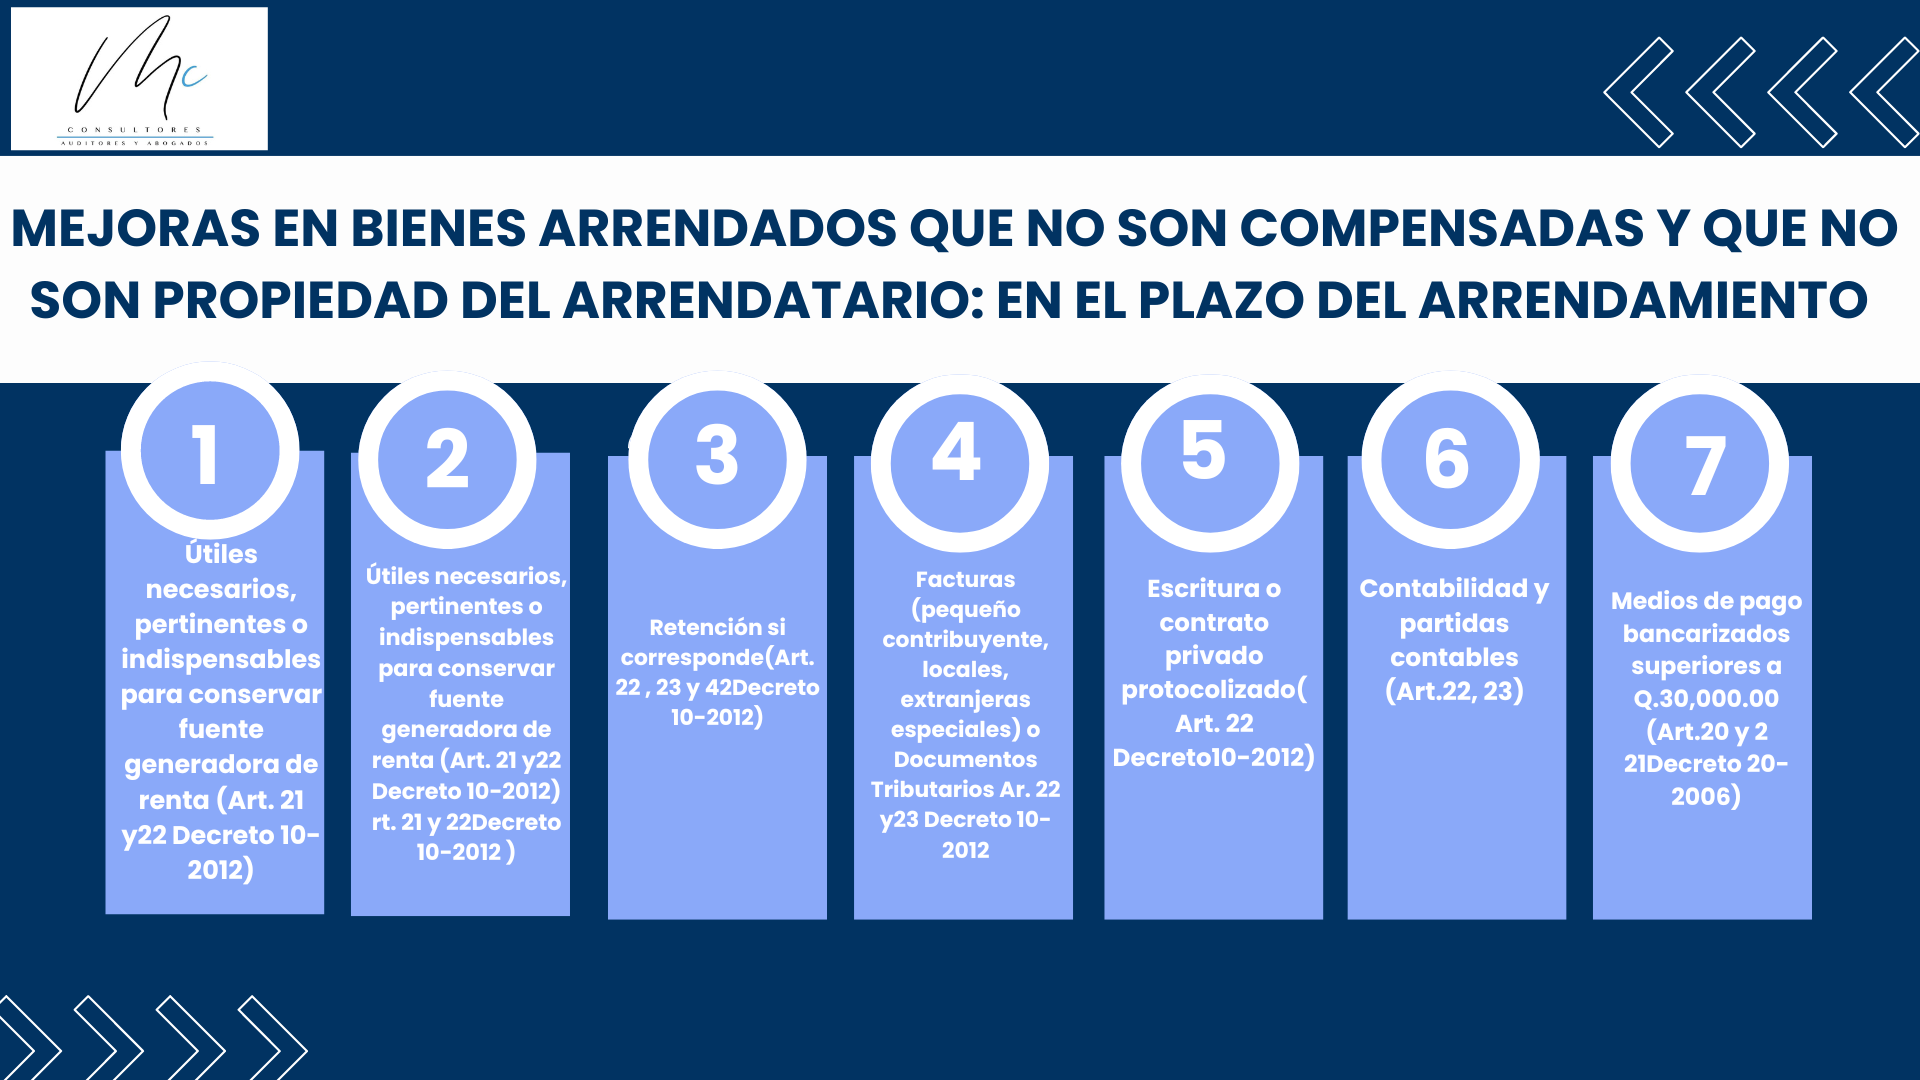 Mc
CONSULTORES
AUDITORES Y ABOGADOS
MEJORAS EN BIENES ARRENDADOS QUE NO SON COMPENSADAS Y QUE NO
SON PROPIEDAD DEL ARRENDATARIO: EN EL PLAZO DEL ARRENDAMIENTO
1
Útiles
necesarios,
pertinentes o
indispensables
para conservar
fuente
generadora de
renta (Art. 21
y22 Decreto 10-
2012)
2
Útiles necesarios,
pertinentes o
indispensables
para conservar
fuente
generadora de
renta (Art. 21 y22
Decreto 10-2012)
rt. 21 y 22Decreto
10-2012 )
3
Retención si
corresponde(Art.
22 , 23 y 42Decreto
10-2012)
4
Facturas
(pequeño
contribuyente,
locales,
extranjeras
especiales) o
Documentos
Tributarios Ar. 22
y23 Decreto 10-
2012
5
Escritura o
contrato
privado
protocolizado(
Art. 22
Decreto10-2012)
6
Contabilidad y
partidas
contables
(Art.22, 23)
7
Medios de pago
bancarizados
superiores a
Q.30,000.00
(Art.20 y 2
21Decreto 20-
2006)